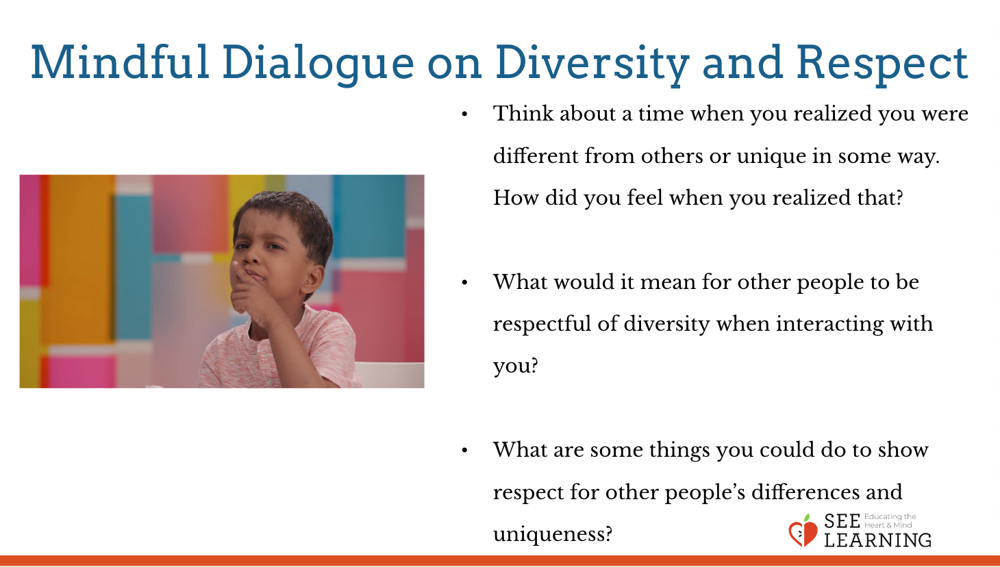 Mindful Dialogue on Diversity and Respect
• Think about a time when you realized you were
different from others or unique in some way.
How did you feel when you realized that?
• What would it mean for other people to be
respectful of diversity when interacting with
you?
• What are some things you could do to show
respect for other people’s differences and
uniqueness?
SEE Educating the
Heart & Mind
LEARNING